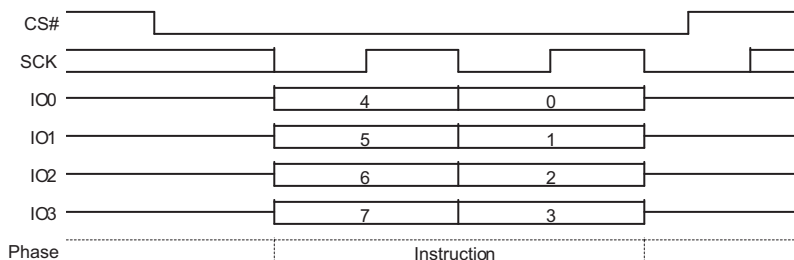 CS#
SCK
IO0 4 0
IO1 5 1
IO2 6 2
IO3 7 3
Phase Instruction